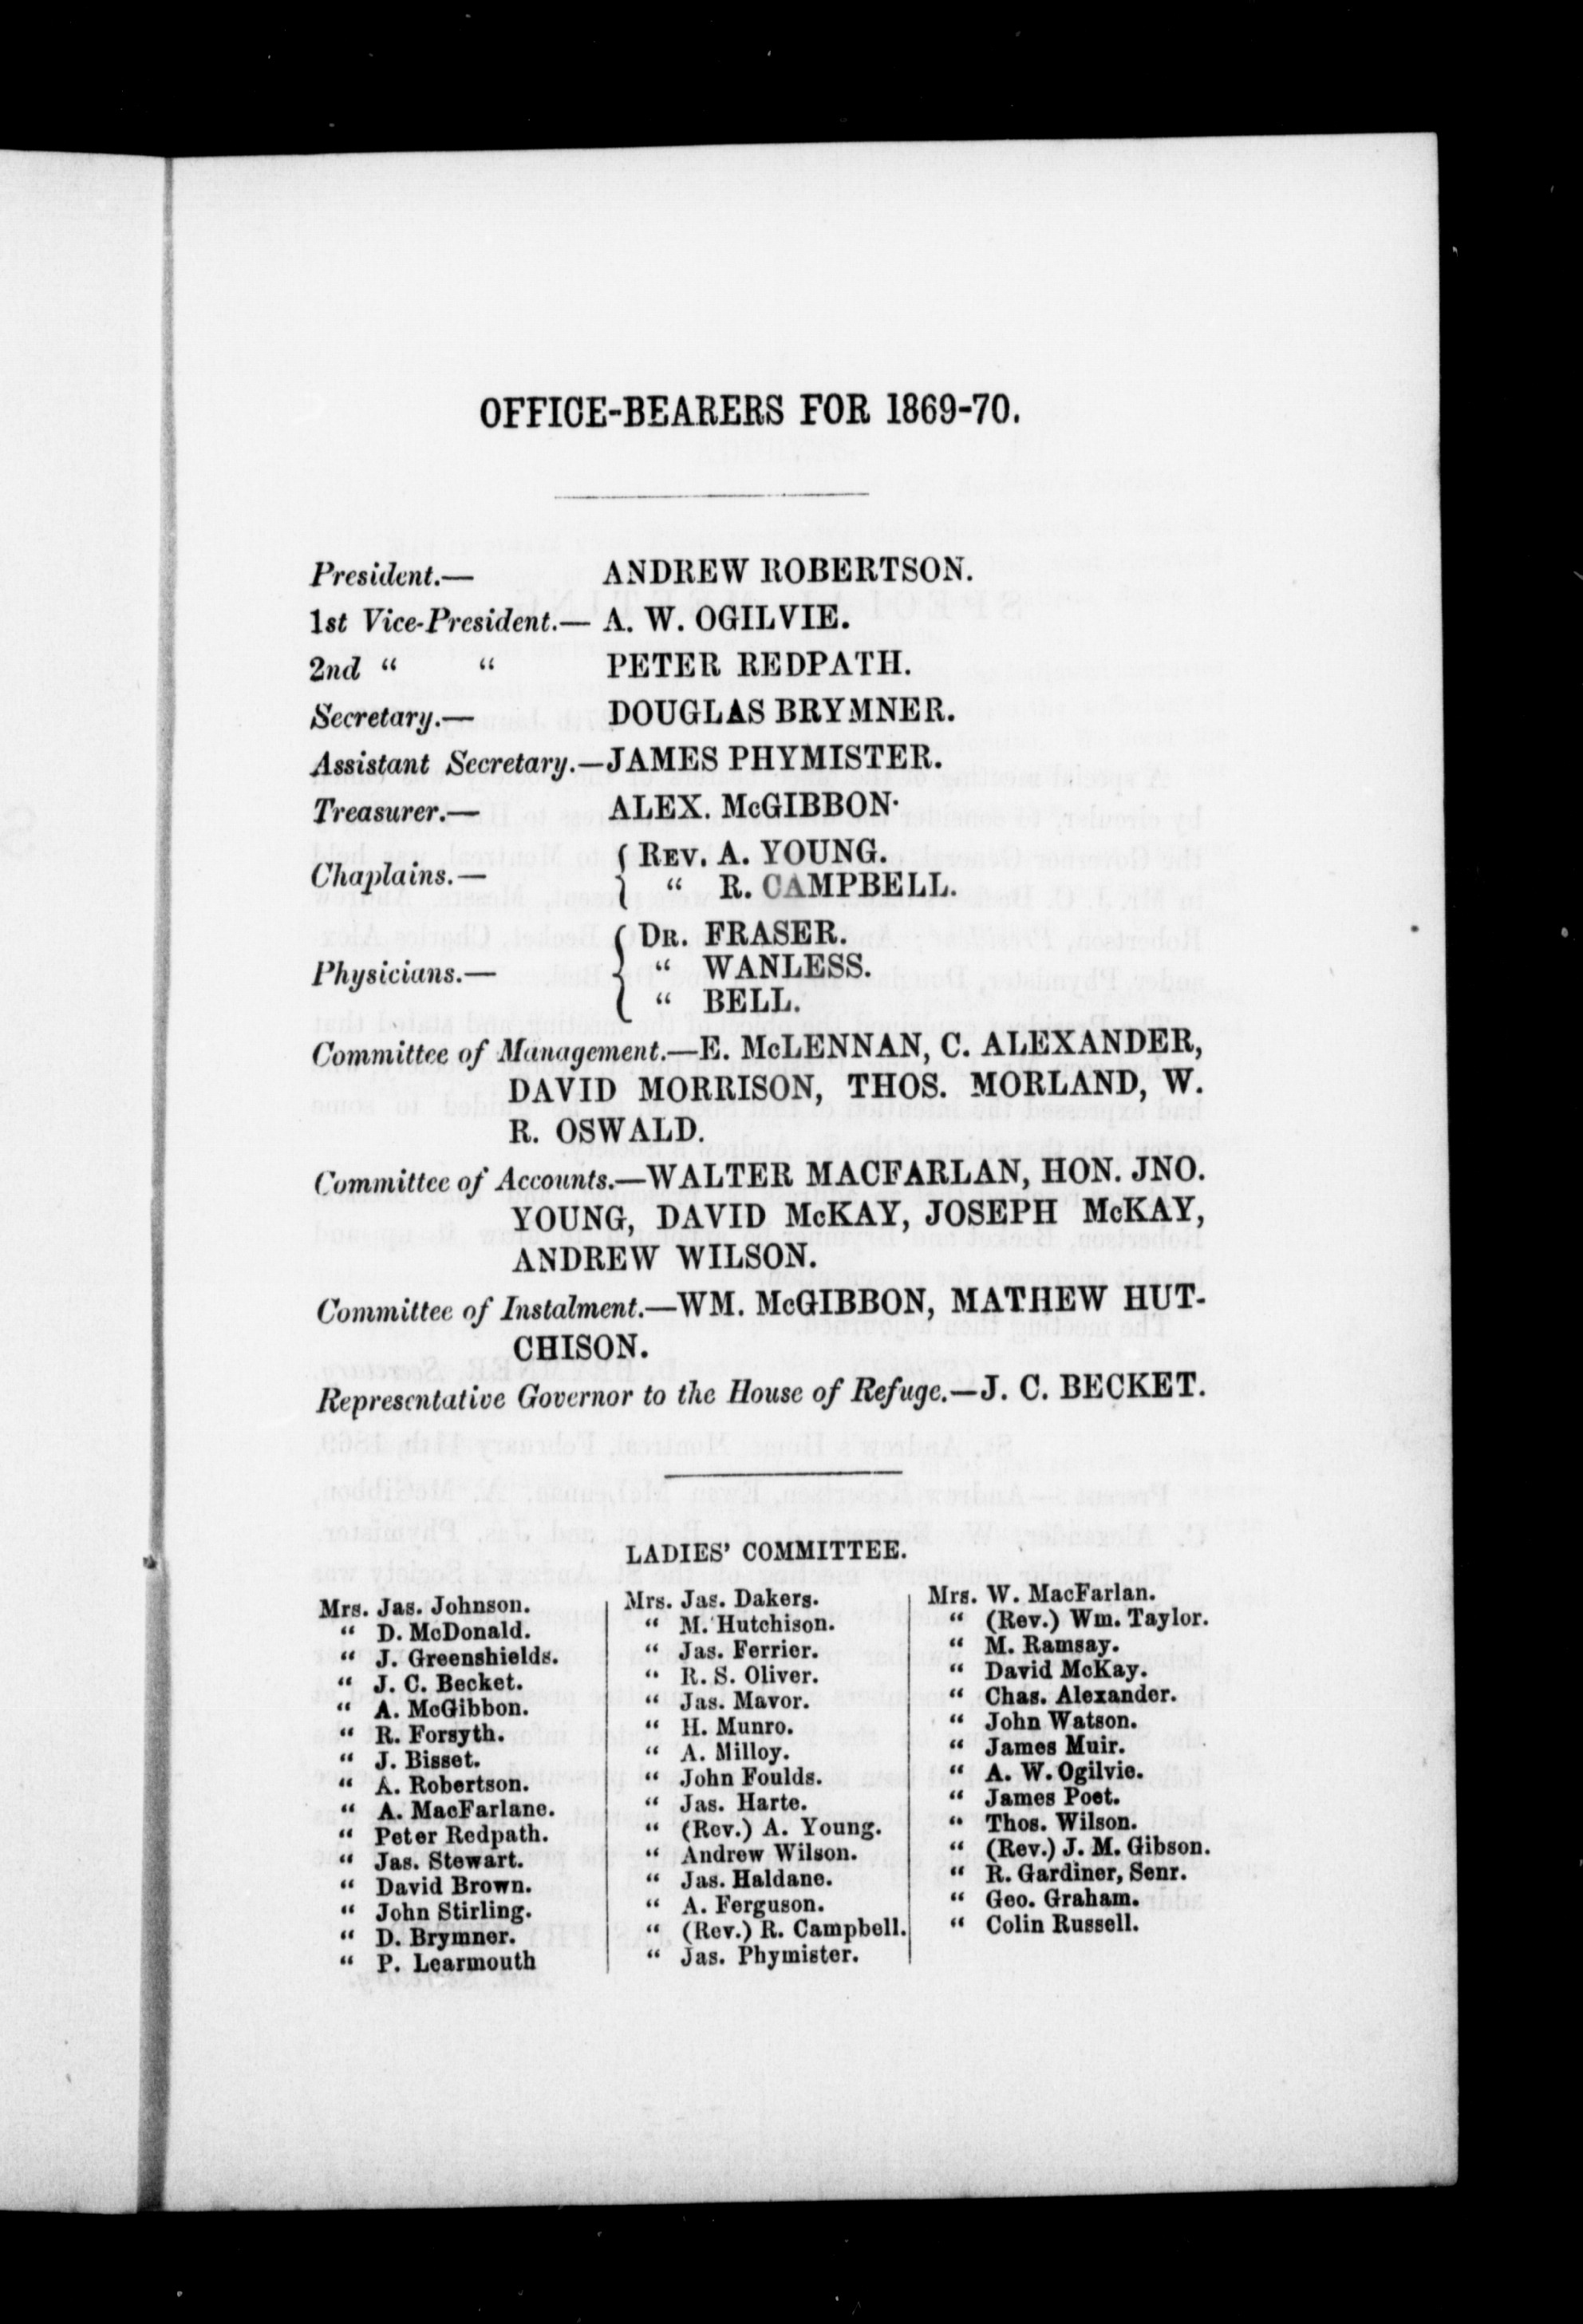 OFFICE-BEARERS FOR 1869-70.
President.— ANDREW ROBERTSON.
1st Vice-President.— A. W. OGILVIE.
2nd “ “ PETER REDPATH.
Secretary.— DOUGLAS BRYMNER.
Assistant Secretary.—JAMES PHYMISTER.
Treasurer.— ALEX. McGIBBON.
Chaplains.— { REV. A. YOUNG.
“ R. CAMPBELL.
Physicians.— { DR. FRASER.
“ WANLESS.
“ BELL.
Committee of Management.—E. McLENNAN, C. ALEXANDER,
DAVID MORRISON, THOS. MORLAND, W.
R. OSWALD.
Committee of Accounts.—WALTER MACFARLAN, HON. JNO.
YOUNG, DAVID McKAY, JOSEPH McKAY,
ANDREW WILSON.
Committee of Instalment.—WM. McGIBBON, MATHEW HUT-
CHISON.
Representative Governor to the House of Refuge.—J. C. BECKET.
LADIES’ COMMITTEE.
Mrs. Jas. Johnson.
“ D. McDonald.
“ J. Greenshields.
“ J. C. Becket.
“ A. McGibbon.
“ R. Forsyth.
“ J. Bisset.
“ A. Robertson.
“ A. MacFarlane.
“ Peter Redpath.
“ Jas. Stewart.
“ David Brown.
“ John Stirling.
“ D. Brymner.
“ P. Learmouth
Mrs. Jas. Dakers.
“ M. Hutchison.
“ Jas. Ferrier.
“ R. S. Oliver.
“ Jas. Mavor.
“ H. Munro.
“ A. Milloy.
“ John Foulds.
“ Jas. Harte.
“ (Rev.) A. Young.
“ Andrew Wilson.
“ Jas. Haldane.
“ A. Ferguson.
“ (Rev.) R. Campbell.
“ Jas. Phymister.
Mrs. W. MacFarlan.
“ (Rev.) Wm. Taylor.
“ M. Ramsay.
“ David McKay.
“ Chas. Alexander.
“ John Watson.
“ James Muir.
“ A. W. Ogilvie.
“ James Poet.
“ Thos. Wilson.
“ (Rev.) J. M. Gibson.
“ R. Gardiner, Senr.
“ Geo. Graham.
“ Colin Russell.